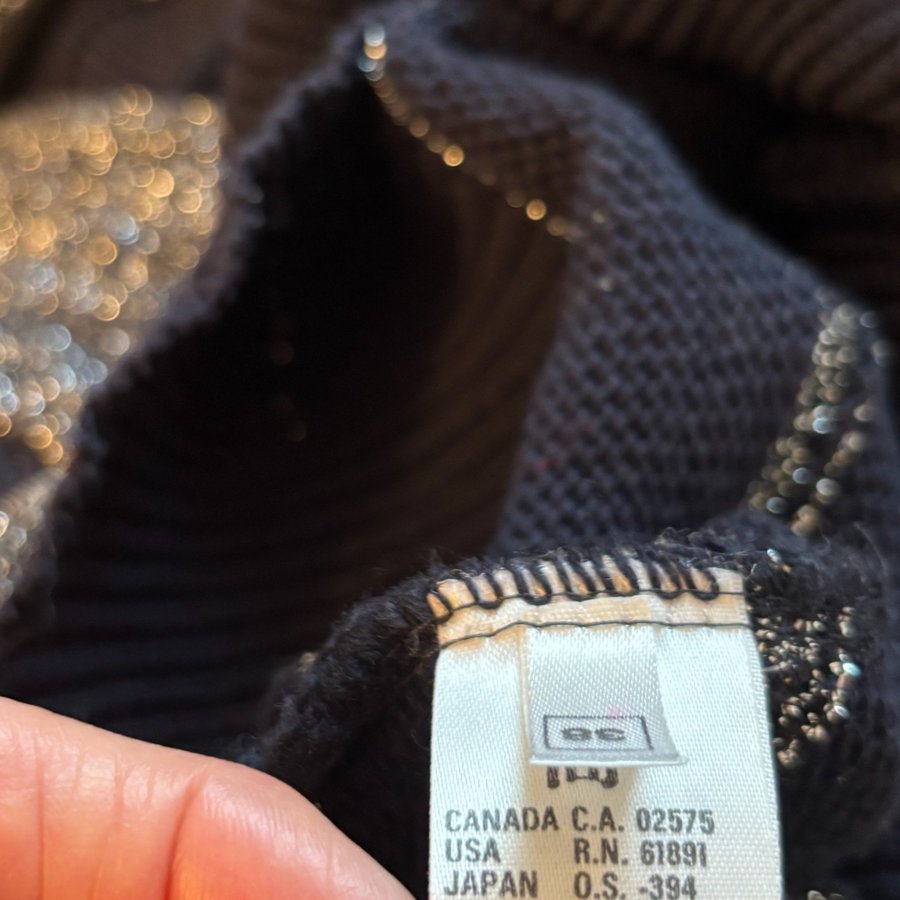 CANADA C.A. 02575
USA R.N. 61891
JAPAN O.S. -394